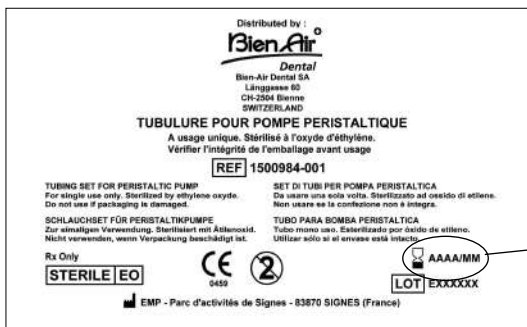 Distributed by :
Bien Air
Dental
Bien-Air Dental SA
Länggasse 60
CH-2504 Bienne
SWITZERLAND
TUBULURE POUR POMPE PERISTALTIQUE
A usage unique. Stérilisé à l'oxyde d'éthylène.
Vérifier l'intégrité de l'emballage avant usage
REF 1500984-001
TUBING SET FOR PERISTALTIC PUMP
For single use only. Sterilized by ethylene oxyde.
Do not use if packaging is damaged.
SET DI TUBI PER POMPA PERISTALTICA
Da usare una sola volta. Sterilizzato ad ossido di etilene.
Non usare se la confezione non è integra.
SCHLAUCHSET FÜR PERISTALTIKPUMPE
Zur eimaligen Verwendung. Sterilisiert mit Ätilenoxid.
Nicht verwenden, wenn Verpackung beschädigt ist.
TUBO PARA BOMBA PERISTALTICA
Tubo mono uso. Esterilizado por óxido de etileno.
Utilizar sólo si el envase está intacto.
Rx Only
STERILE EO
CE
0459
2
AAAA/MM
LOT EXXXXXX
EMP - Parc d'activités de Signes - 83870 SIGNES (France)